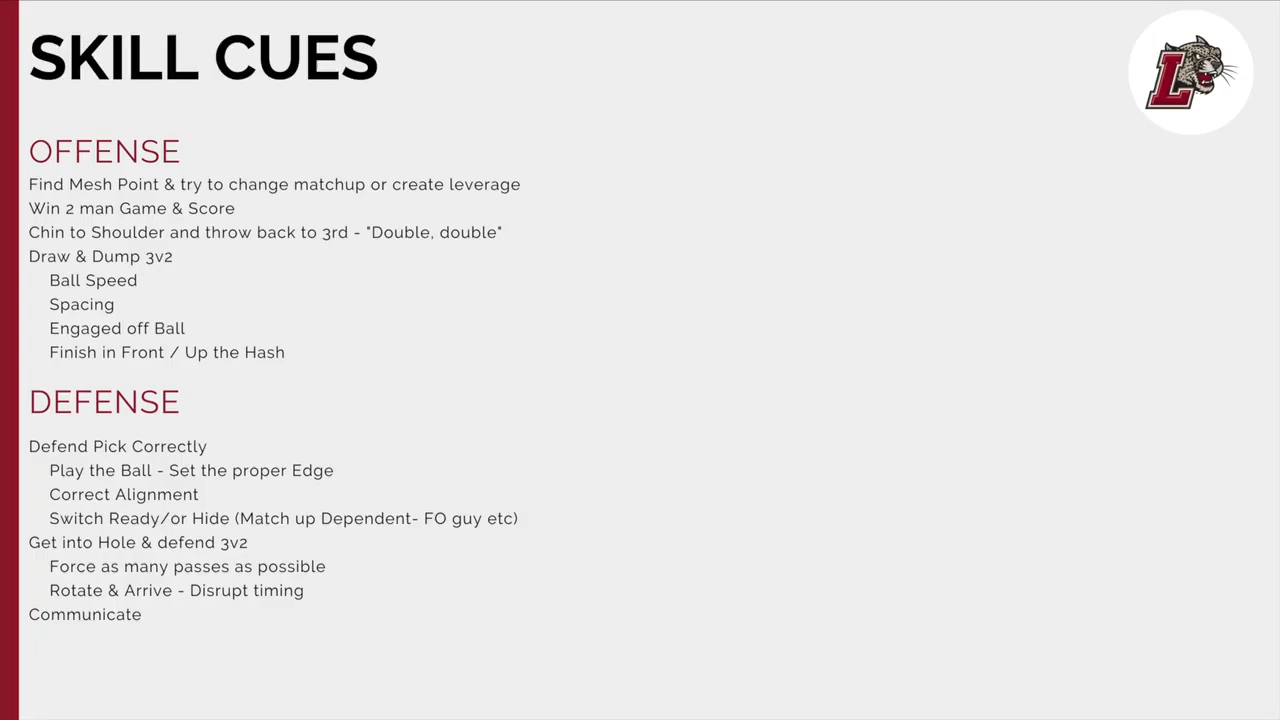 SKILL CUES
L
OFFENSE
Find Mesh Point & try to change matchup or create leverage
Win 2 man Game & Score
Chin to Shoulder and throw back to 3rd - "Double, double"
Draw & Dump 3v2
Ball Speed
Spacing
Engaged off Ball
Finish in Front / Up the Hash
DEFENSE
Defend Pick Correctly
Play the Ball - Set the proper Edge
Correct Alignment
Switch Ready/or Hide (Match up Dependent- FO guy etc)
Get into Hole & defend 3v2
Force as many passes as possible
Rotate & Arrive - Disrupt timing
Communicate